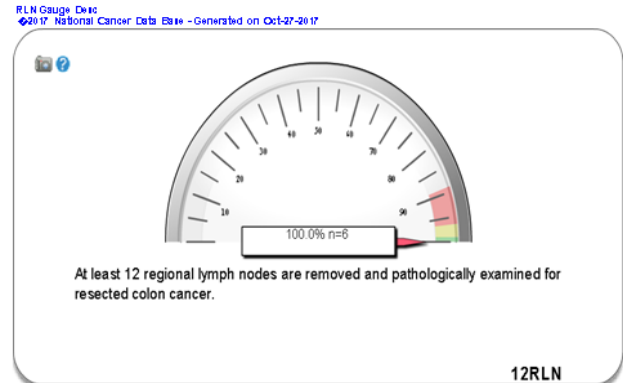 RLN Gauge Desc
�2017 National Cancer Data Base - Generated on Oct-27-2017
?
10
20
30
40
50
60
70
80
90
100.0% n=6
At least 12 regional lymph nodes are removed and pathologically examined for
resected colon cancer.
12RLN